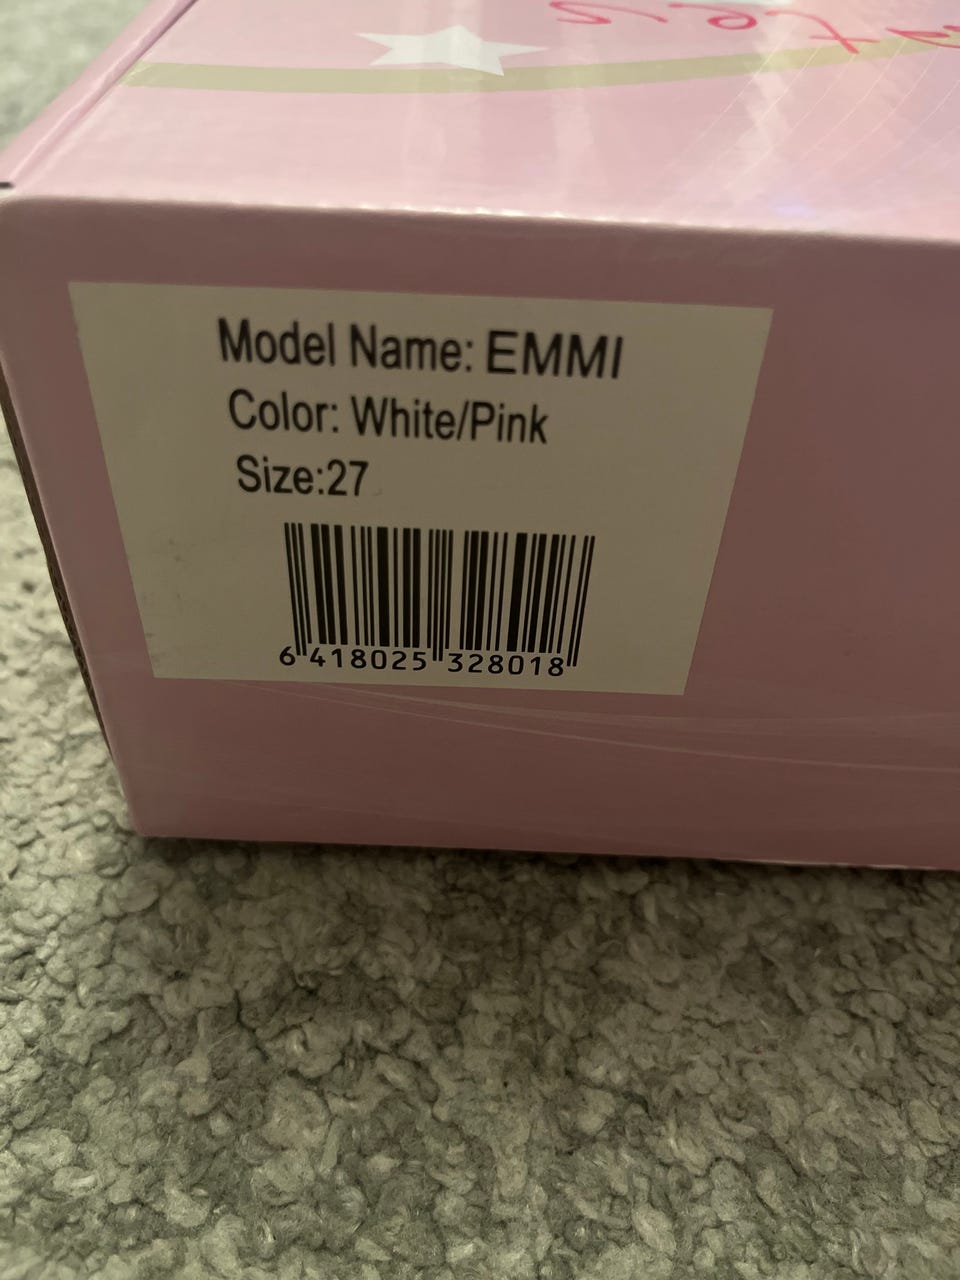 Model Name: EMMI
Color: White/Pink
Size:27
6 418025 328018